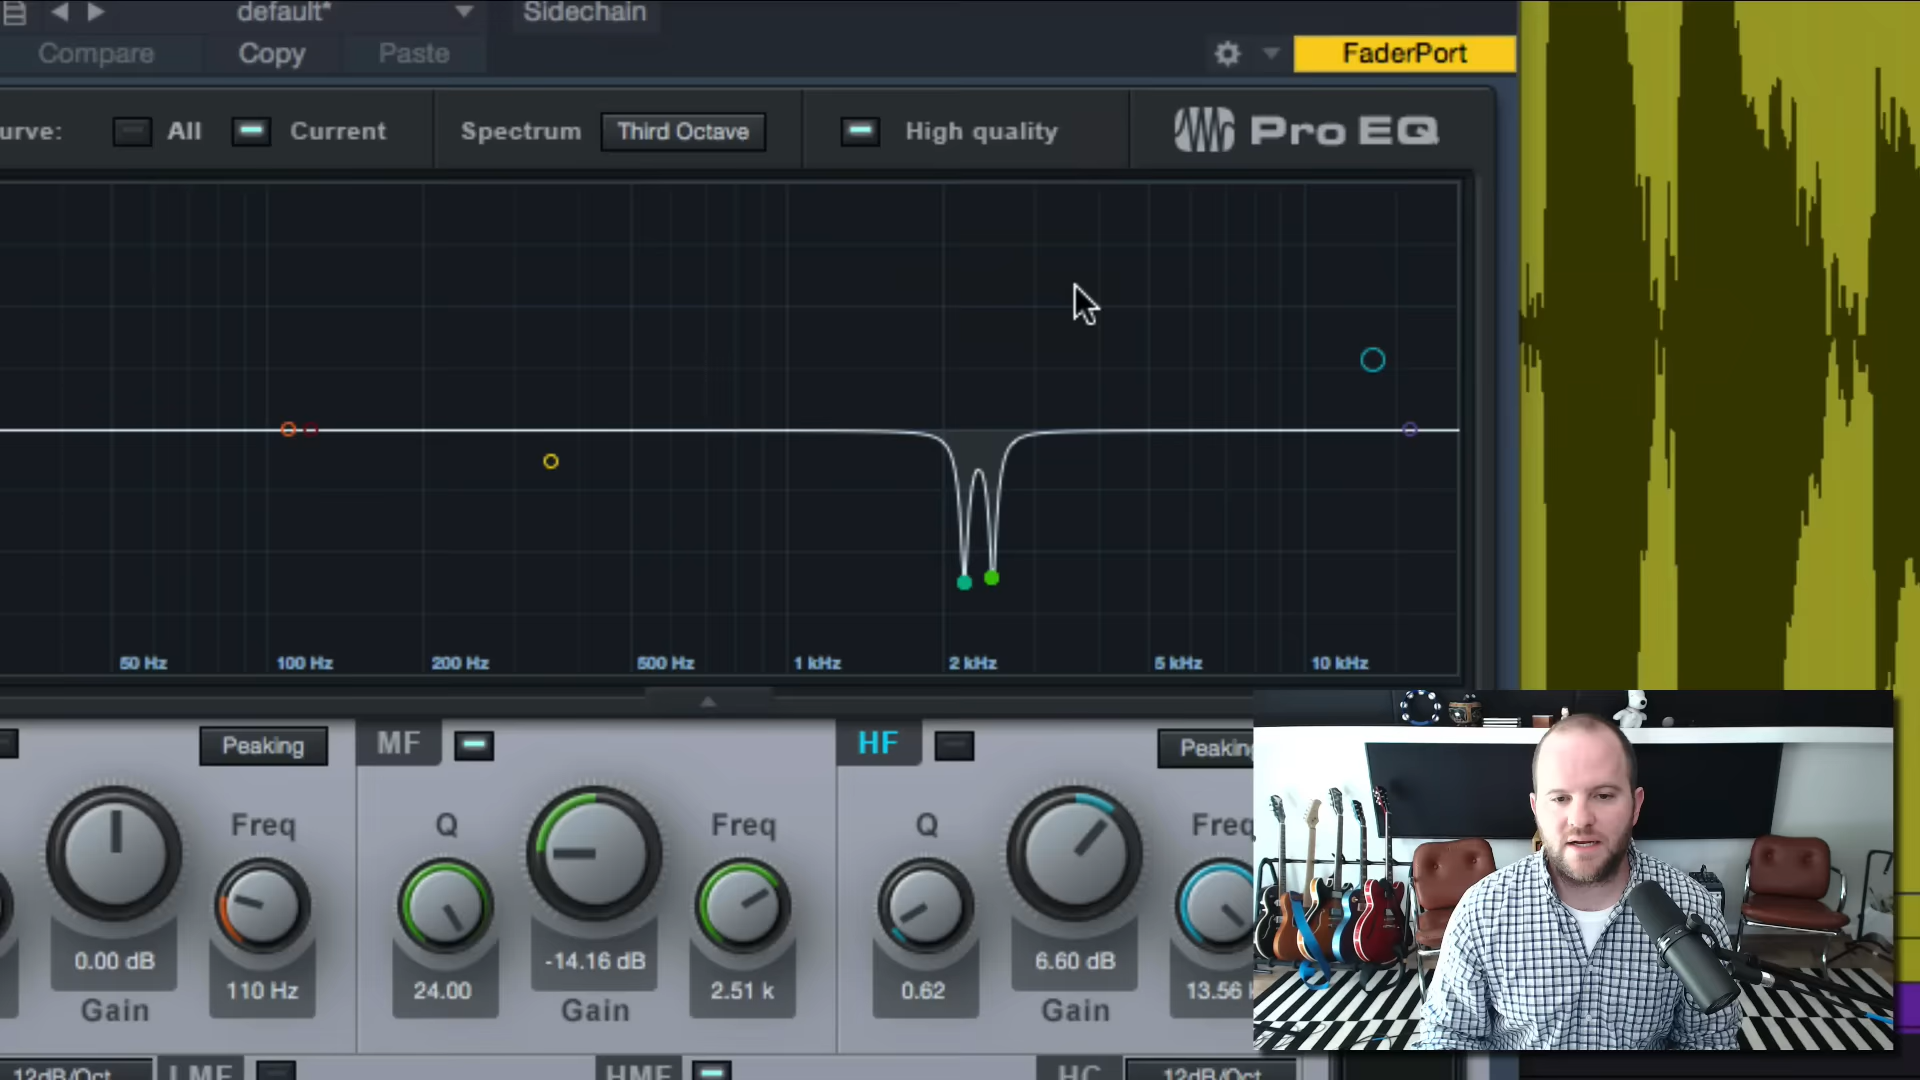 default*
Sidechain
Compare
Copy
Paste
FaderPort
urve:
All
Current
Spectrum
Third Octave
High quality
Pro EQ
50 Hz
100 Hz
200 Hz
500 Hz
1 kHz
2 kHz
5 kHz
10 kHz
Peaking
MF
HF
Peaking
Freq
Q
Freq
Q
Freq
0.00 dB
110 Hz
Gain
24.00
-14.16 dB
Gain
2.51 k
0.62
6.60 dB
Gain
13.56
12dB/Oct
LMF
HMF
HC
12dB/Oct